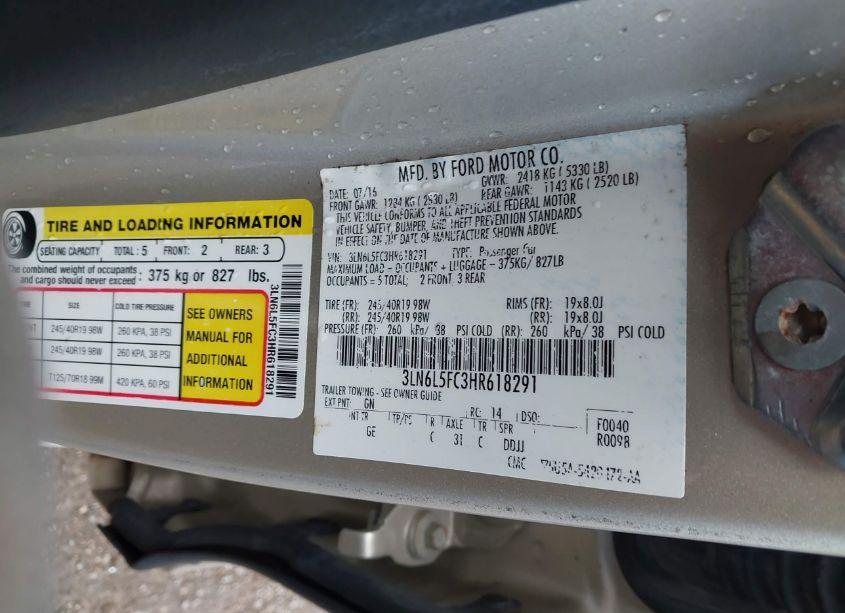 TIRE AND LOADING INFORMATION
SEATING CAPACITY TOTAL : 5 FRONT: 2 REAR: 3
The combined weight of occupants and cargo should never exceed : 375 kg or 827 lbs.
SIZE COLD TIRE PRESSURE
245/40R19 98W 260 KPA, 38 PSI
245/40R19 98W 260 KPA, 38 PSI
T125/70R18 99M 420 KPA, 60 PSI
SEE OWNERS
MANUAL FOR
ADDITIONAL
INFORMATION
3LN6L5FC3HR618291
MFD. BY FORD MOTOR CO.
DATE: 07/16 GVWR: 2418 KG ( 5330 LB)
FRONT GAWR: KG ( LB) REAR GAWR: 1143 KG ( 2520 LB)
THIS VEHICLE CONFORMS TO ALL APPLICABLE FEDERAL MOTOR
VEHICLE SAFETY, BUMPER, AND THEFT PREVENTION STANDARDS
IN EFFECT ON THE DATE OF MANUFACTURE SHOWN ABOVE.
VIN: 3LN6L5FC3HR618291 TYPE: Passenger Car
MAXIMUM LOAD = OCCUPANTS + LUGGAGE = 375KG/ 827LB
OCCUPANTS = 5 TOTAL; 2 FRONT, 3 REAR
TIRE (FR): 245/40R19 98W RIMS (FR): 19x8.0J
(RR): 245/40R19 98W (RR): 19x8.0J
PRESSURE (FR): 260 kPa/ 38 PSI COLD (RR): 260 kPa/ 38 PSI COLD
3LN6L5FC3HR618291
TRAILER TOWING - SEE OWNER GUIDE
EXT PNT: GN RC: 14 DSO: F0040
INT TR TP/PS R AXLE TR SPR R0098
GE C 31 C DDJJ